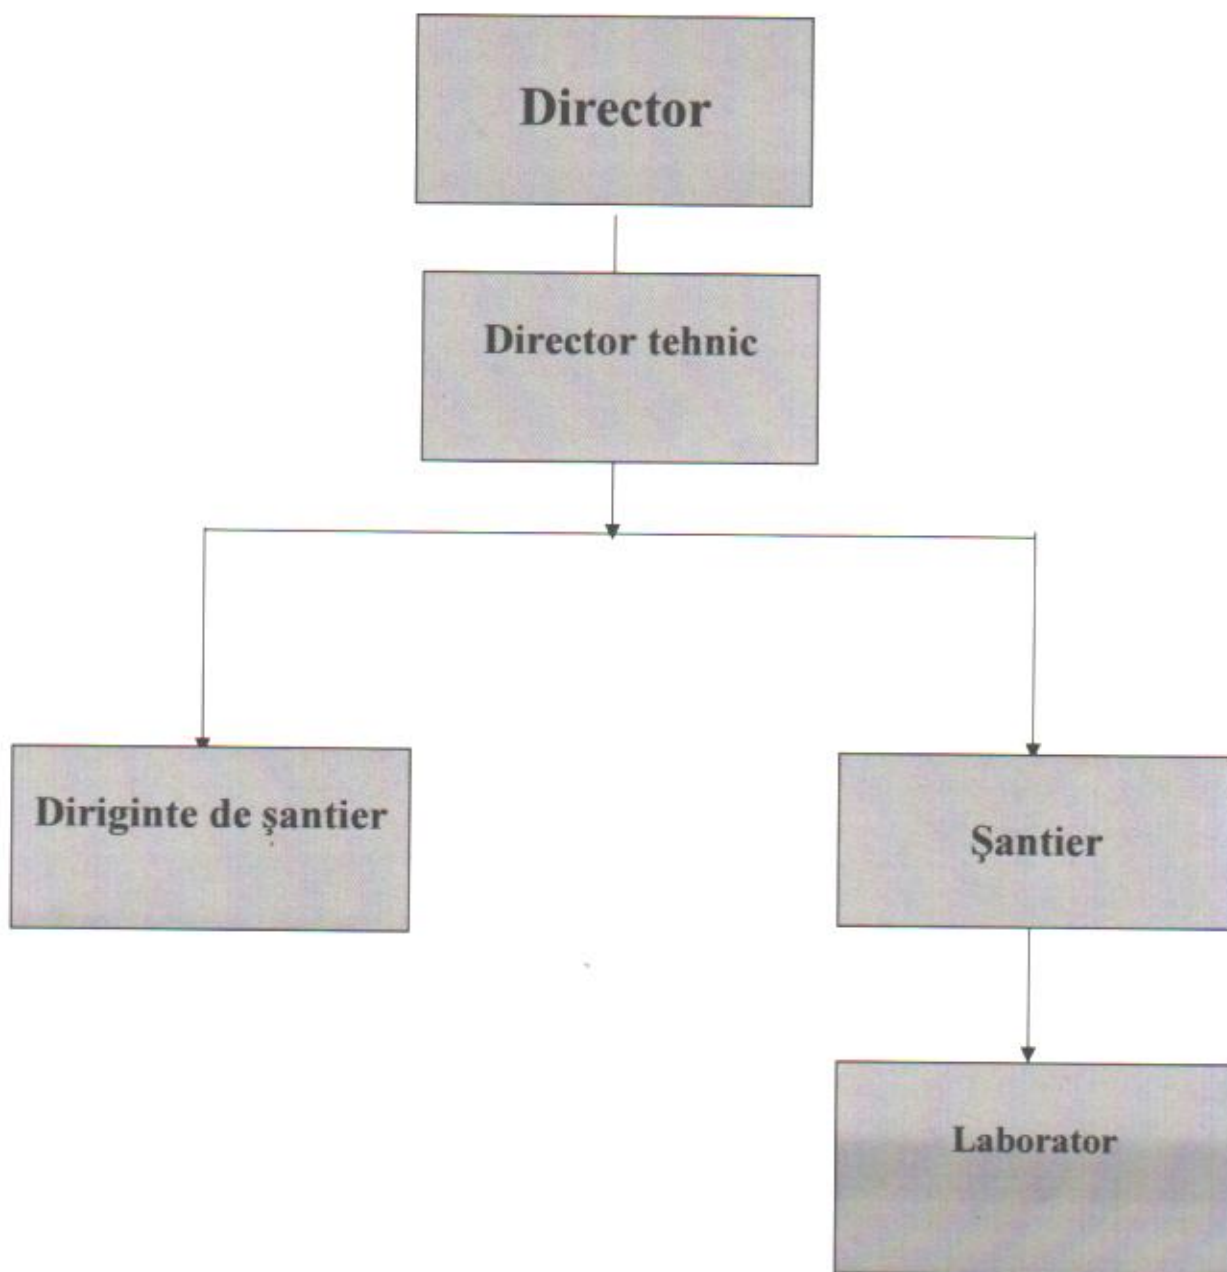 Director
Director tehnic
Diriginte de şantier
Şantier
Laborator